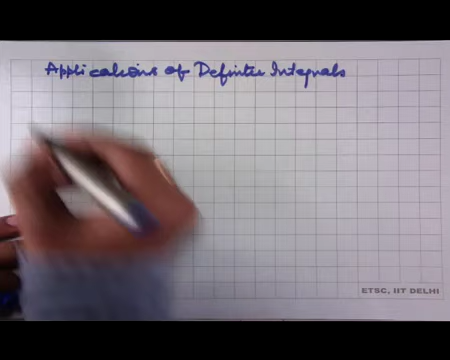 Applications of Definite Integrals
ETSC, IIT DELHI